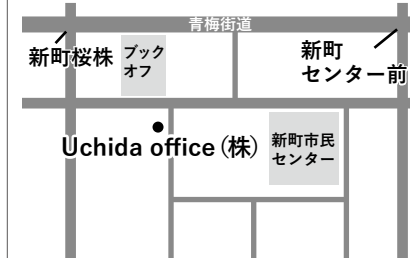 青梅街道
新町桜株
ブック
オフ
新町
センター前
Uchida office（株）
新町市民
センター